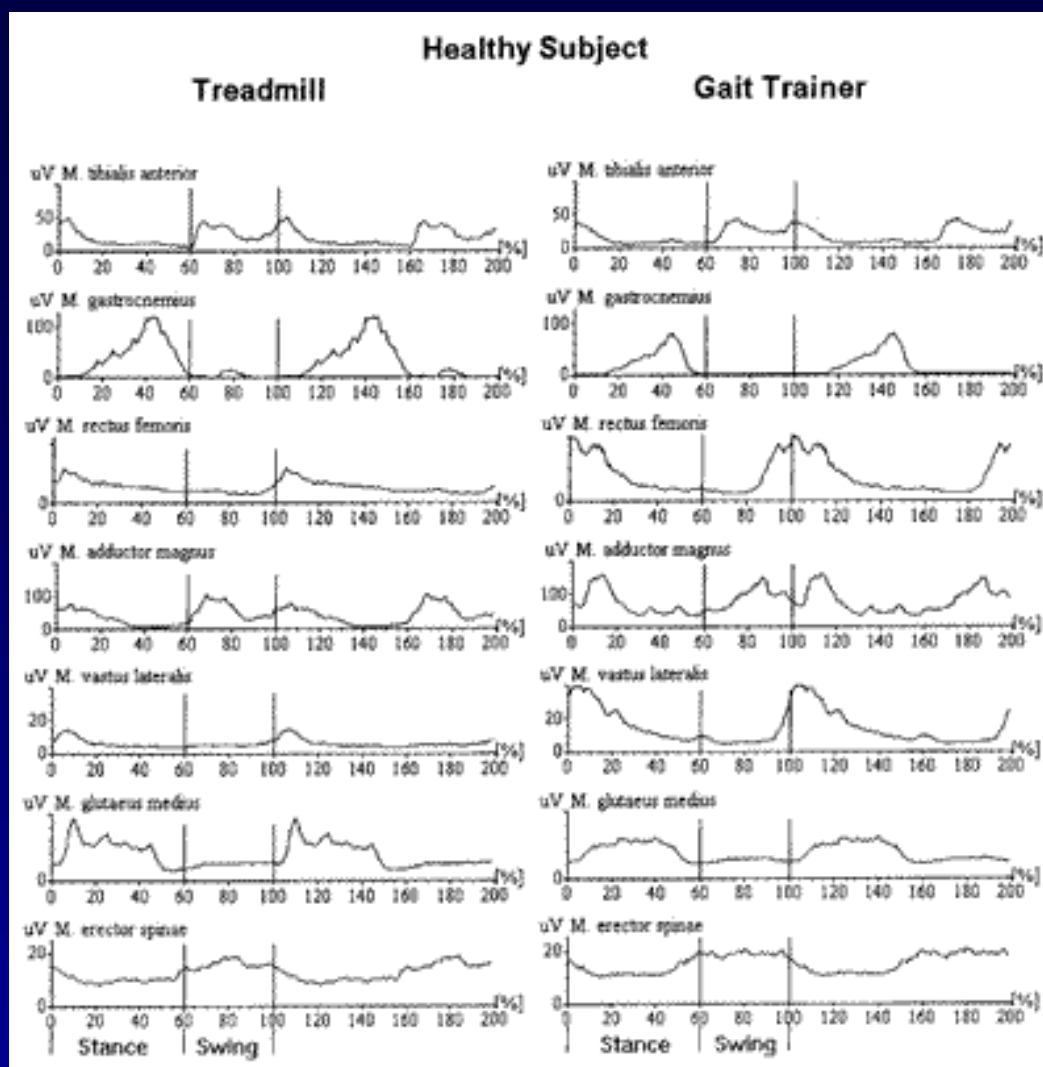 Healthy Subject
Treadmill
Gait Trainer
uV M. tibialis anterior
50
0
[%]
0 20 40 60 80 100 120 140 160 180 200
uV M. tibialis anterior
50
0
[%]
0 20 40 60 80 100 120 140 160 180 200
uV M. gastrocnemius
100
0
[%]
0 20 40 60 80 100 120 140 160 180 200
uV M. gastrocnemius
100
0
[%]
0 20 40 60 80 100 120 140 160 180 200
uV M. rectus femoris
0
[%]
0 20 40 60 80 100 120 140 160 180 200
uV M. rectus femoris
0
[%]
0 20 40 60 80 100 120 140 160 180 200
uV M. adductor magnus
100
0
[%]
0 20 40 60 80 100 120 140 160 180 200
uV M. adductor magnus
100
0
[%]
0 20 40 60 80 100 120 140 160 180 200
uV M. vastus lateralis
20
0
[%]
0 20 40 60 80 100 120 140 160 180 200
uV M. vastus lateralis
20
0
[%]
0 20 40 60 80 100 120 140 160 180 200
uV M. glutaeus medius
0
[%]
0 20 40 60 80 100 120 140 160 180 200
uV M. glutaeus medius
0
[%]
0 20 40 60 80 100 120 140 160 180 200
uV M. erector spinae
20
0
[%]
0 20 40 60 80 100 120 140 160 180 200
Stance Swing
uV M. erector spinae
20
0
[%]
0 20 40 60 80 100 120 140 160 180 200
Stance Swing